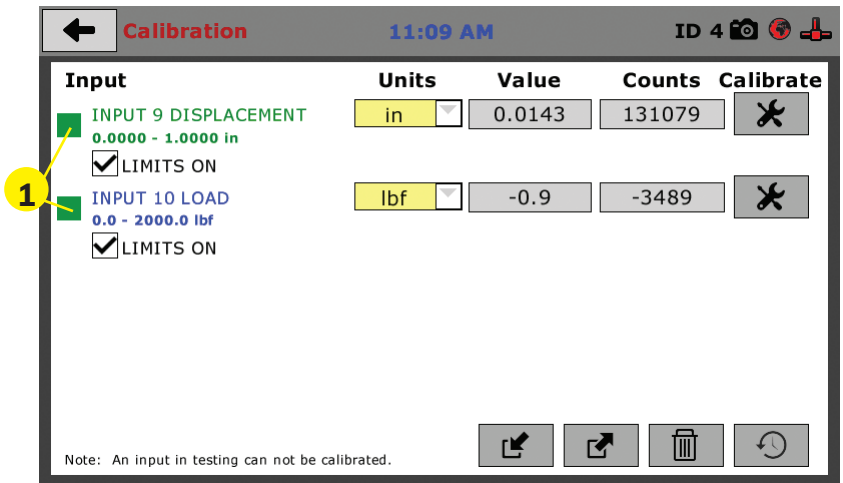 Calibration 11:09 AM ID 4
Input Units Value Counts Calibrate
INPUT 9 DISPLACEMENT in 0.0143 131079
0.0000 - 1.0000 in
LIMITS ON
1
INPUT 10 LOAD lbf -0.9 -3489
0.0 - 2000.0 lbf
LIMITS ON
Note: An input in testing can not be calibrated.